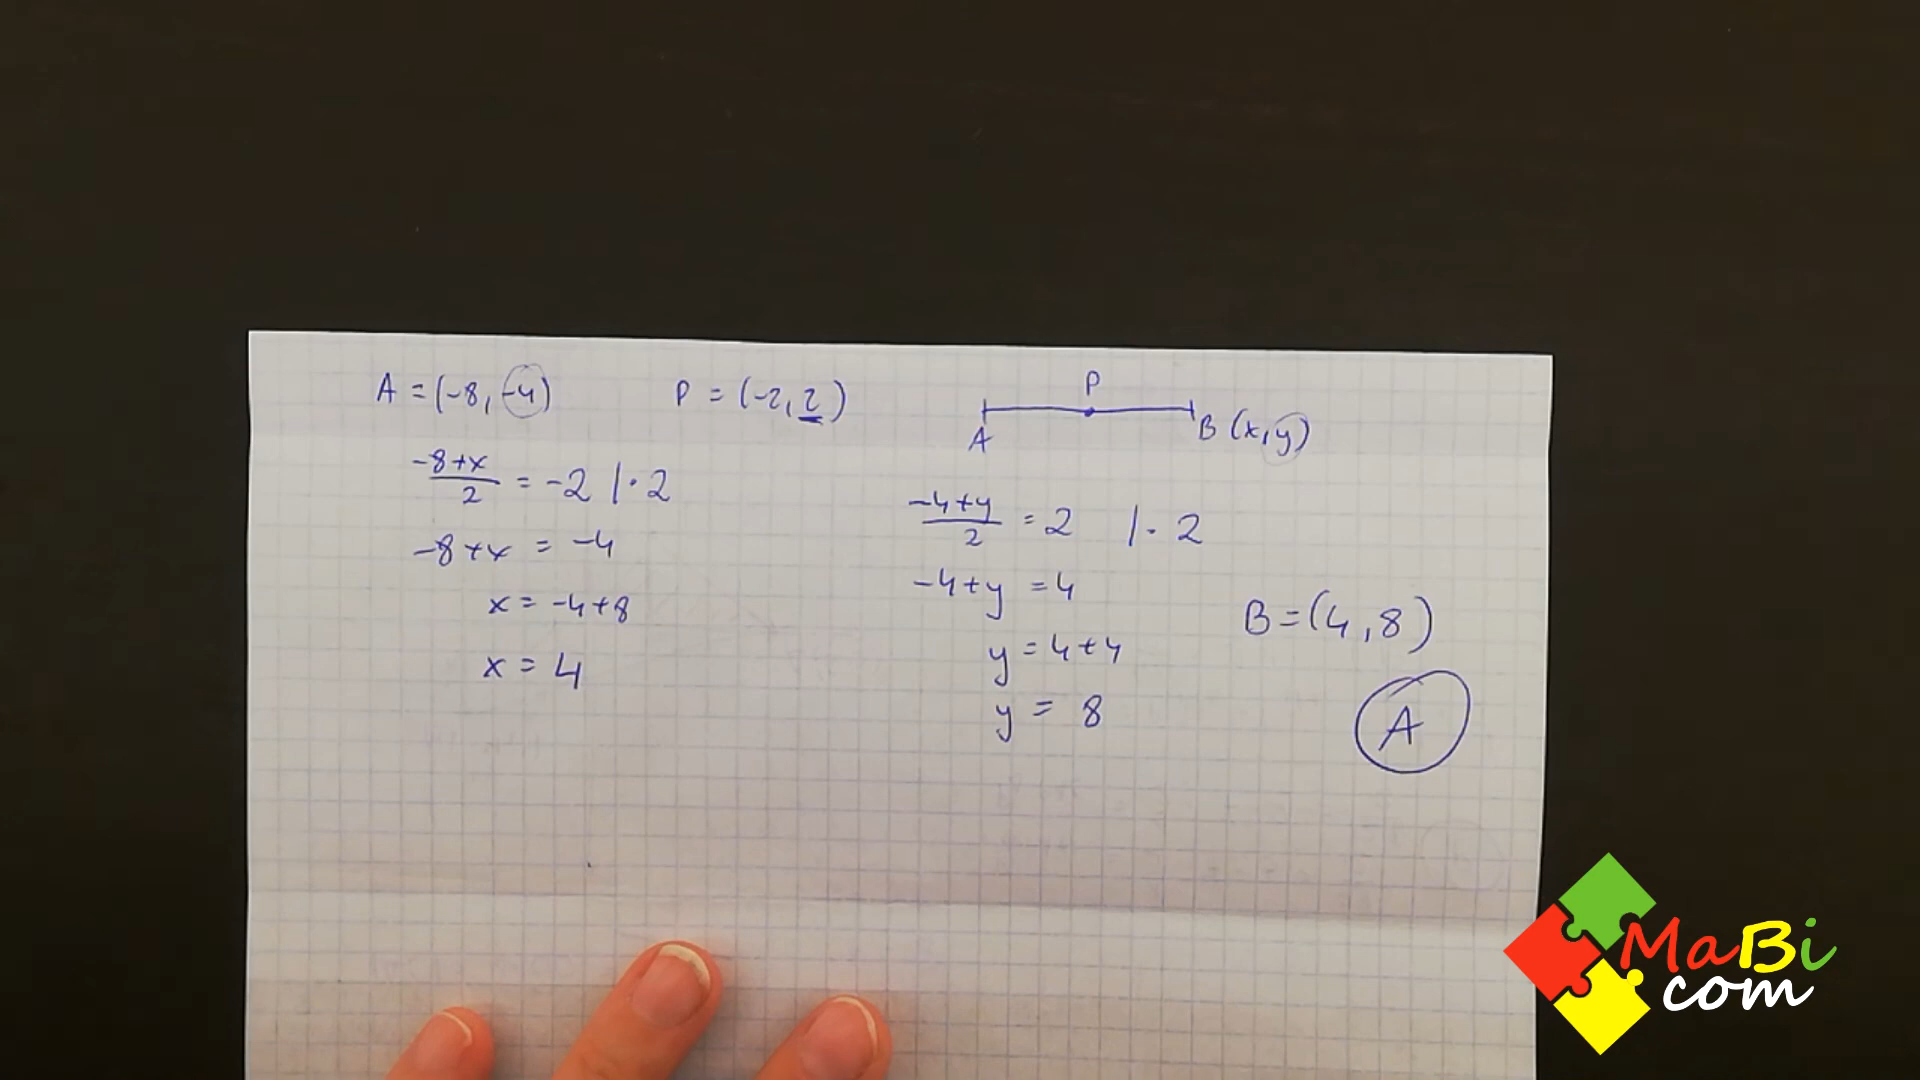 A = (-8, -4)
P = (-2, 2)
P
A
B (x, y)
-8+x
2
= -2 | · 2
-8+x = -4
x = -4+8
x = 4
-4+y
2
= 2 | · 2
-4+y = 4
y = 4+4
y = 8
B = (4, 8)
A
MaBi
com